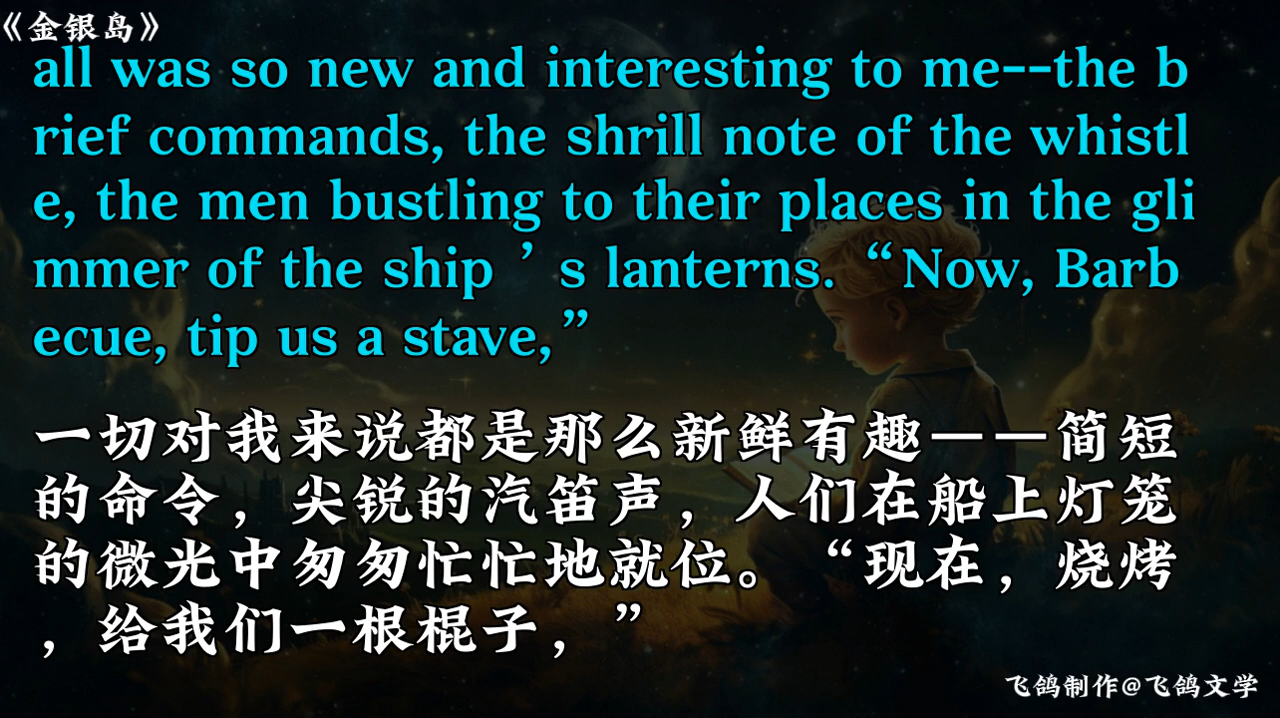 《金银岛》
all was so new and interesting to me--the b
rief commands, the shrill note of the whistl
e, the men bustling to their places in the gli
mmer of the ship ’ s lanterns. “Now, Barb
ecue, tip us a stave,”
一切对我来说都是那么新鲜有趣——简短
的命令，尖锐的汽笛声，人们在船上灯笼
的微光中匆匆忙忙地就位。“现在，烧烤
，给我们一根棍子，”
飞鸽制作@飞鸽文学